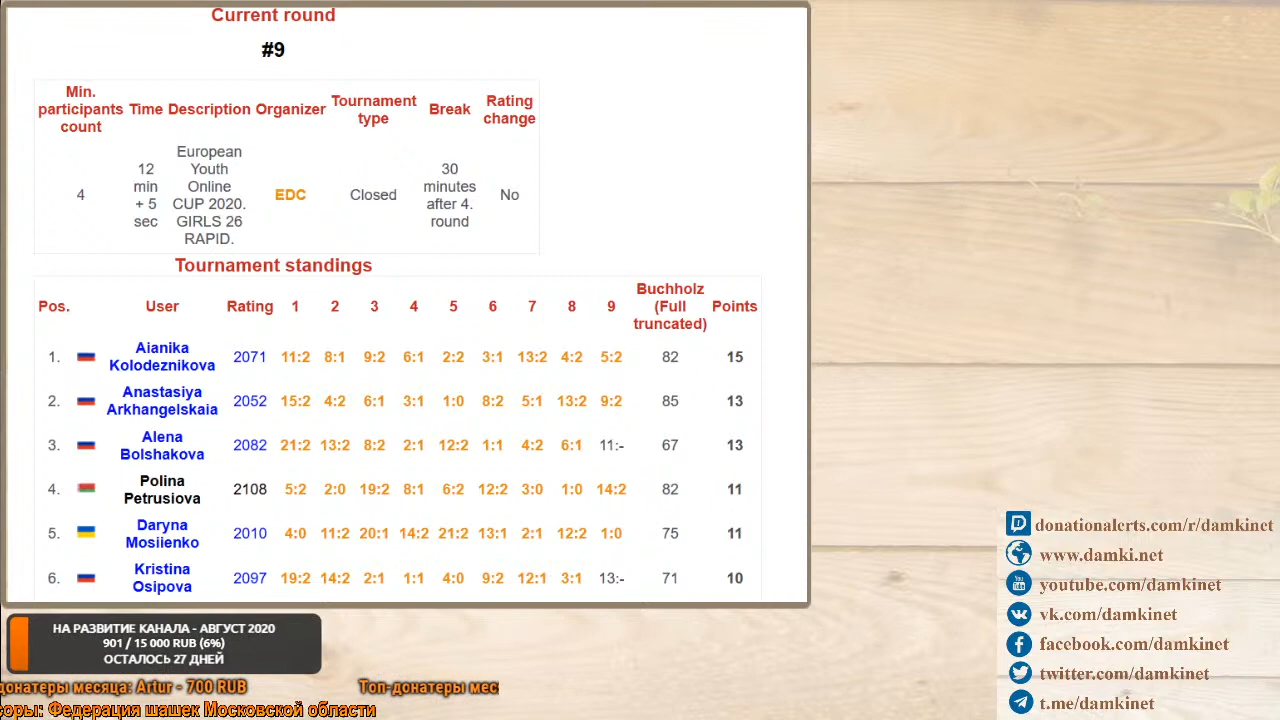 Current round
#9
Min. participants count Time Description Organizer Tournament type Break Rating change
4 12 min + 5 sec European Youth Online CUP 2020. GIRLS 26 RAPID. EDC Closed 30 minutes after 4. round No
Tournament standings
Pos. User Rating 1 2 3 4 5 6 7 8 9 Buchholz (Full truncated) Points
1. Aianika Kolodeznikova 2071 11:2 8:1 9:2 6:1 2:2 3:1 13:2 4:2 5:2 82 15
2. Anastasiya Arkhangelskaia 2052 15:2 4:2 6:1 3:1 1:0 8:2 5:1 13:2 9:2 85 13
3. Alena Bolshakova 2082 21:2 13:2 8:2 2:1 12:2 1:1 4:2 6:1 11:- 67 13
4. Polina Petrusiova 2108 5:2 2:0 19:2 8:1 6:2 12:2 3:0 1:0 14:2 82 11
5. Daryna Mosiienko 2010 4:0 11:2 20:1 14:2 21:2 13:1 2:1 12:2 1:0 75 11
6. Kristina Osipova 2097 19:2 14:2 2:1 1:1 4:0 9:2 12:1 3:1 13:- 71 10
donationalerts.com/r/damkinet
www.damki.net
youtube.com/damkinet
vk.com/damkinet
facebook.com/damkinet
twitter.com/damkinet
t.me/damkinet
НА РАЗВИТИЕ КАНАЛА - АВГУСТ 2020
901 / 15 000 RUB (6%)
ОСТАЛОСЬ 27 ДНЕЙ
донатеры месяца: Artur - 700 RUB Топ-донатеры мес
соры: Федерация шашек Московской области